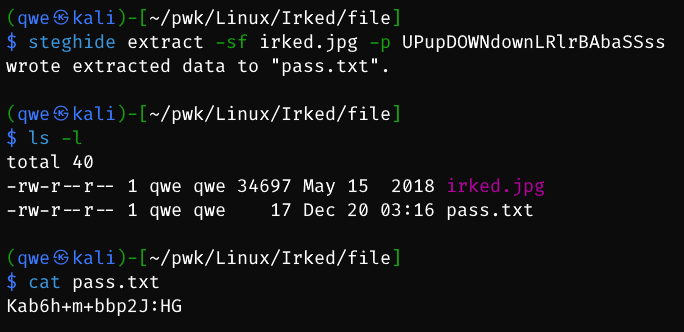 (qwe㉿kali)-[~/pwk/Linux/Irked/file]
$ steghide extract -sf irked.jpg -p UPupDOWNdownLRlrBAbaSSss
wrote extracted data to "pass.txt".
(qwe㉿kali)-[~/pwk/Linux/Irked/file]
$ ls -l
total 40
-rw-r--r-- 1 qwe qwe 34697 May 15  2018 irked.jpg
-rw-r--r-- 1 qwe qwe    17 Dec 20 03:16 pass.txt
(qwe㉿kali)-[~/pwk/Linux/Irked/file]
$ cat pass.txt
Kab6h+m+bbp2J:HG